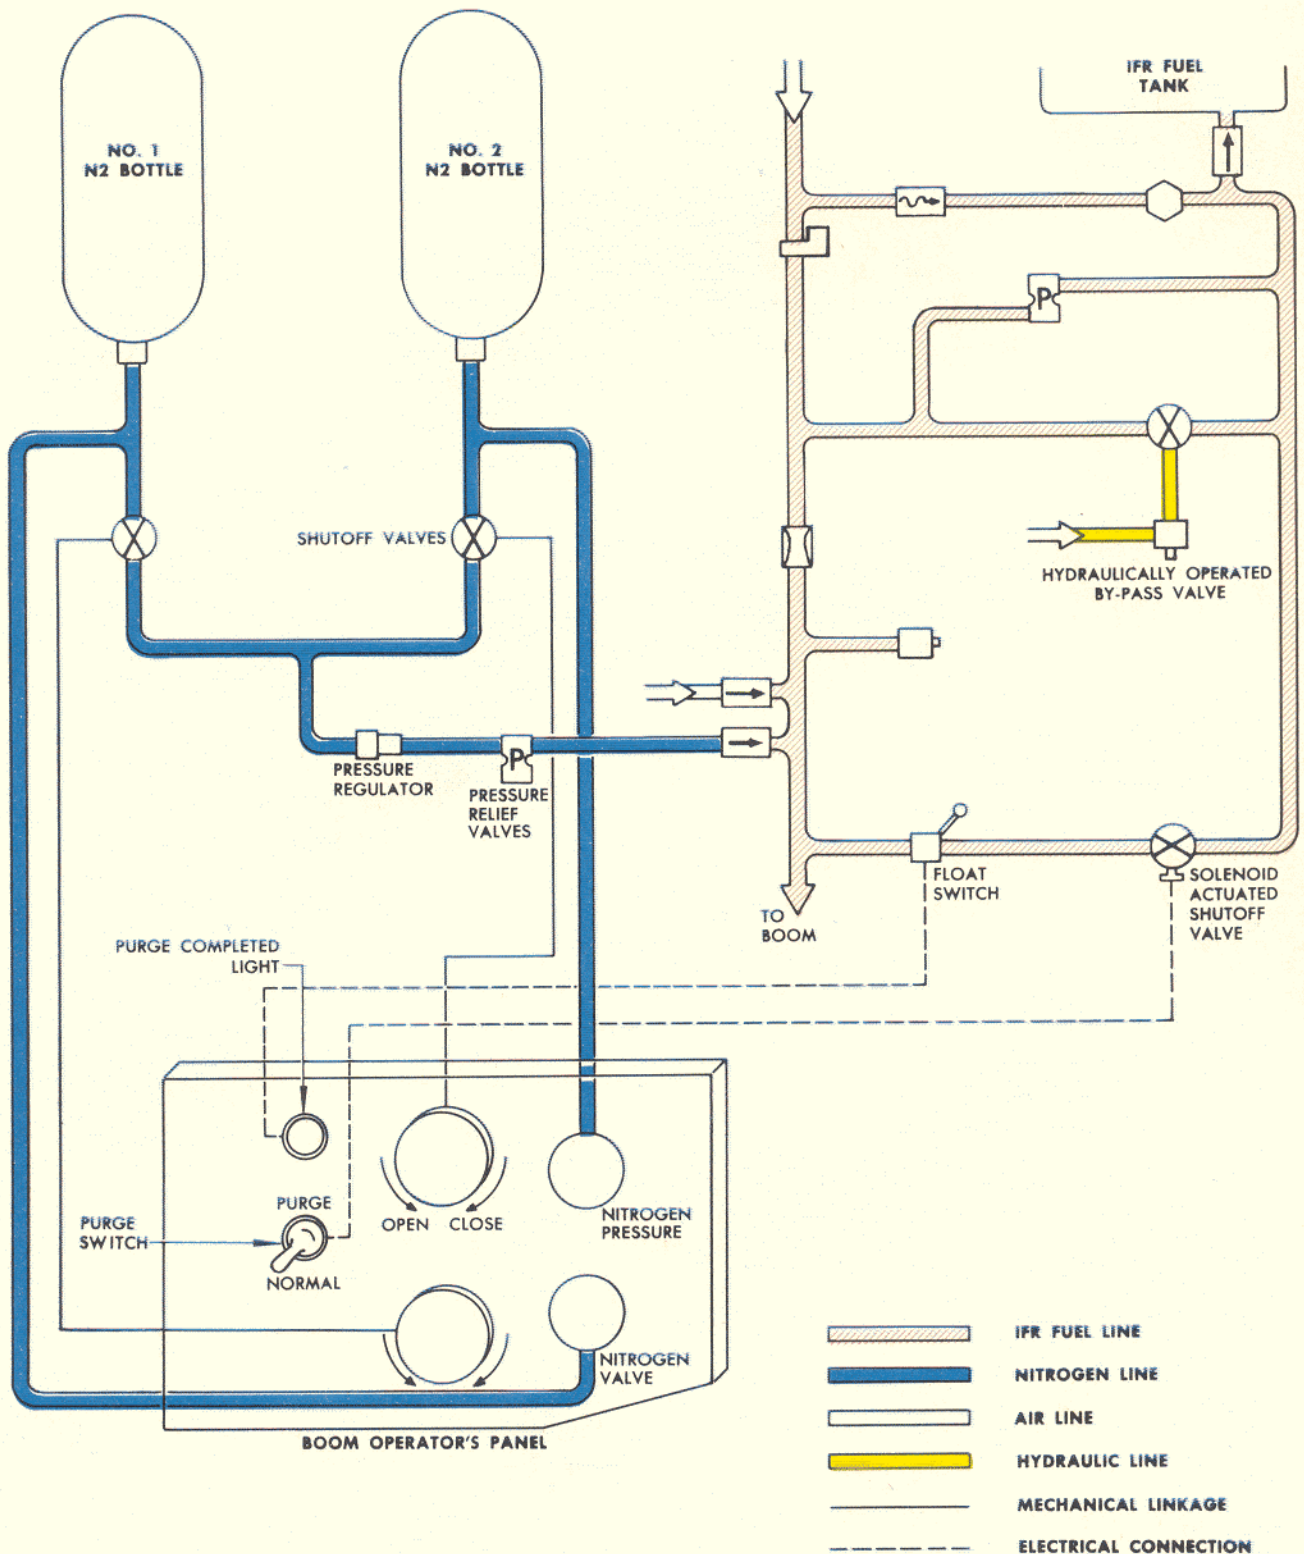 NO. 1
N2 BOTTLE
NO. 2
N2 BOTTLE
IFR FUEL
TANK
SHUTOFF VALVES
P
HYDRAULICALLY OPERATED
BY-PASS VALVE
PRESSURE
REGULATOR
P
PRESSURE
RELIEF
VALVES
FLOAT
SWITCH
SOLENOID
ACTUATED
SHUTOFF
VALVE
TO
BOOM
PURGE COMPLETED
LIGHT
PURGE
SWITCH
PURGE
NORMAL
OPEN CLOSE
NITROGEN
PRESSURE
NITROGEN
VALVE
BOOM OPERATOR'S PANEL
IFR FUEL LINE
NITROGEN LINE
AIR LINE
HYDRAULIC LINE
MECHANICAL LINKAGE
ELECTRICAL CONNECTION